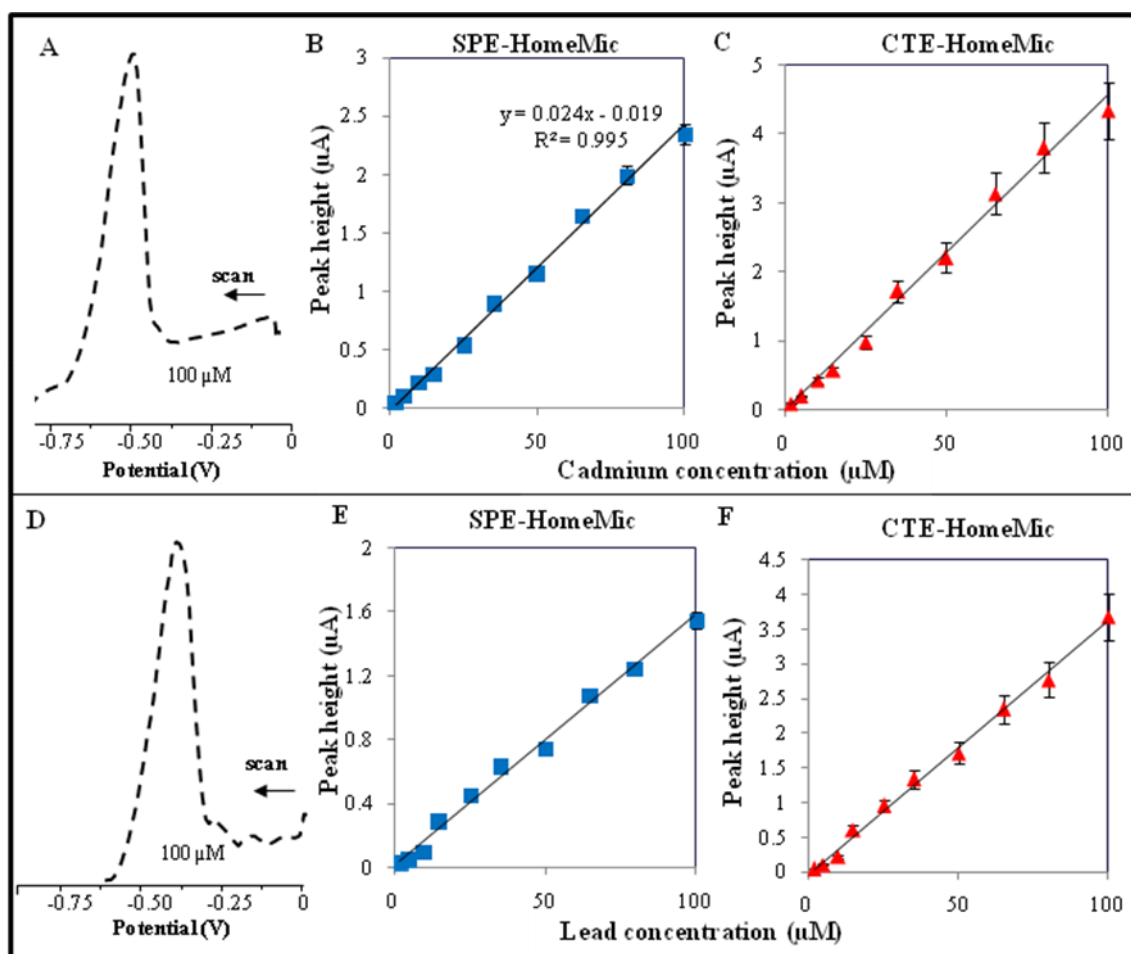 A
scan
100 µM
-0.75 -0.50 -0.25 0
Potential(V)
B
SPE-HomeMic
y = 0.024x - 0.019
R² = 0.995
Peak height (µA)
3
2.5
2
1.5
1
0.5
0
0 50 100
C
CTE-HomeMic
Peak height (µA)
5
4
3
2
1
0
0 50 100
Cadmium concentration (µM)
D
scan
100 µM
-0.75 -0.50 -0.25 0
Potential(V)
E
SPE-HomeMic
Peak height (µA)
2
1.6
1.2
0.8
0.4
0
0 50 100
F
CTE-HomeMic
Peak height (µA)
4.5
4
3.5
3
2.5
2
1.5
1
0.5
0
0 50 100
Lead concentration (µM)